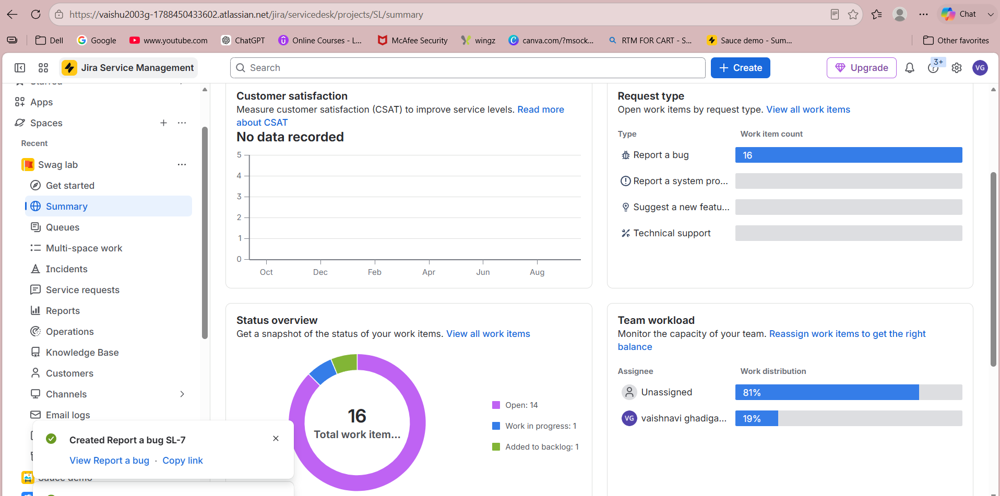 https://vaishu2003g-1788450433602.atlassian.net/jira/servicedesk/projects/SL/summary
Chat
Dell
Google
www.youtube.com
ChatGPT
Online Courses - L...
McAfee Security
wingz
canva.com/?msock...
RTM FOR CART - S...
Sauce demo - Sum...
Other favorites
Jira Service Management
Search
Create
Upgrade
3+
VG
Starred
Apps
Spaces
Recent
Swag lab
Get started
Summary
Queues
Multi-space work
Incidents
Service requests
Reports
Operations
Knowledge Base
Customers
Channels
Email logs
Sauce demo
Created Report a bug SL-7
View Report a bug · Copy link
Customer satisfaction
Measure customer satisfaction (CSAT) to improve service levels. Read more
about CSAT
No data recorded
5
4
3
2
1
0
Oct Dec Feb Apr Jun Aug
Request type
Open work items by request type. View all work items
Type Work item count
Report a bug 16
Report a system pro...
Suggest a new featu...
Technical support
Status overview
Get a snapshot of the status of your work items. View all work items
16
Total work item...
Open: 14
Work in progress: 1
Added to backlog: 1
Team workload
Monitor the capacity of your team. Reassign work items to get the right
balance
Assignee Work distribution
Unassigned 81%
VG vaishnavi ghadiga... 19%